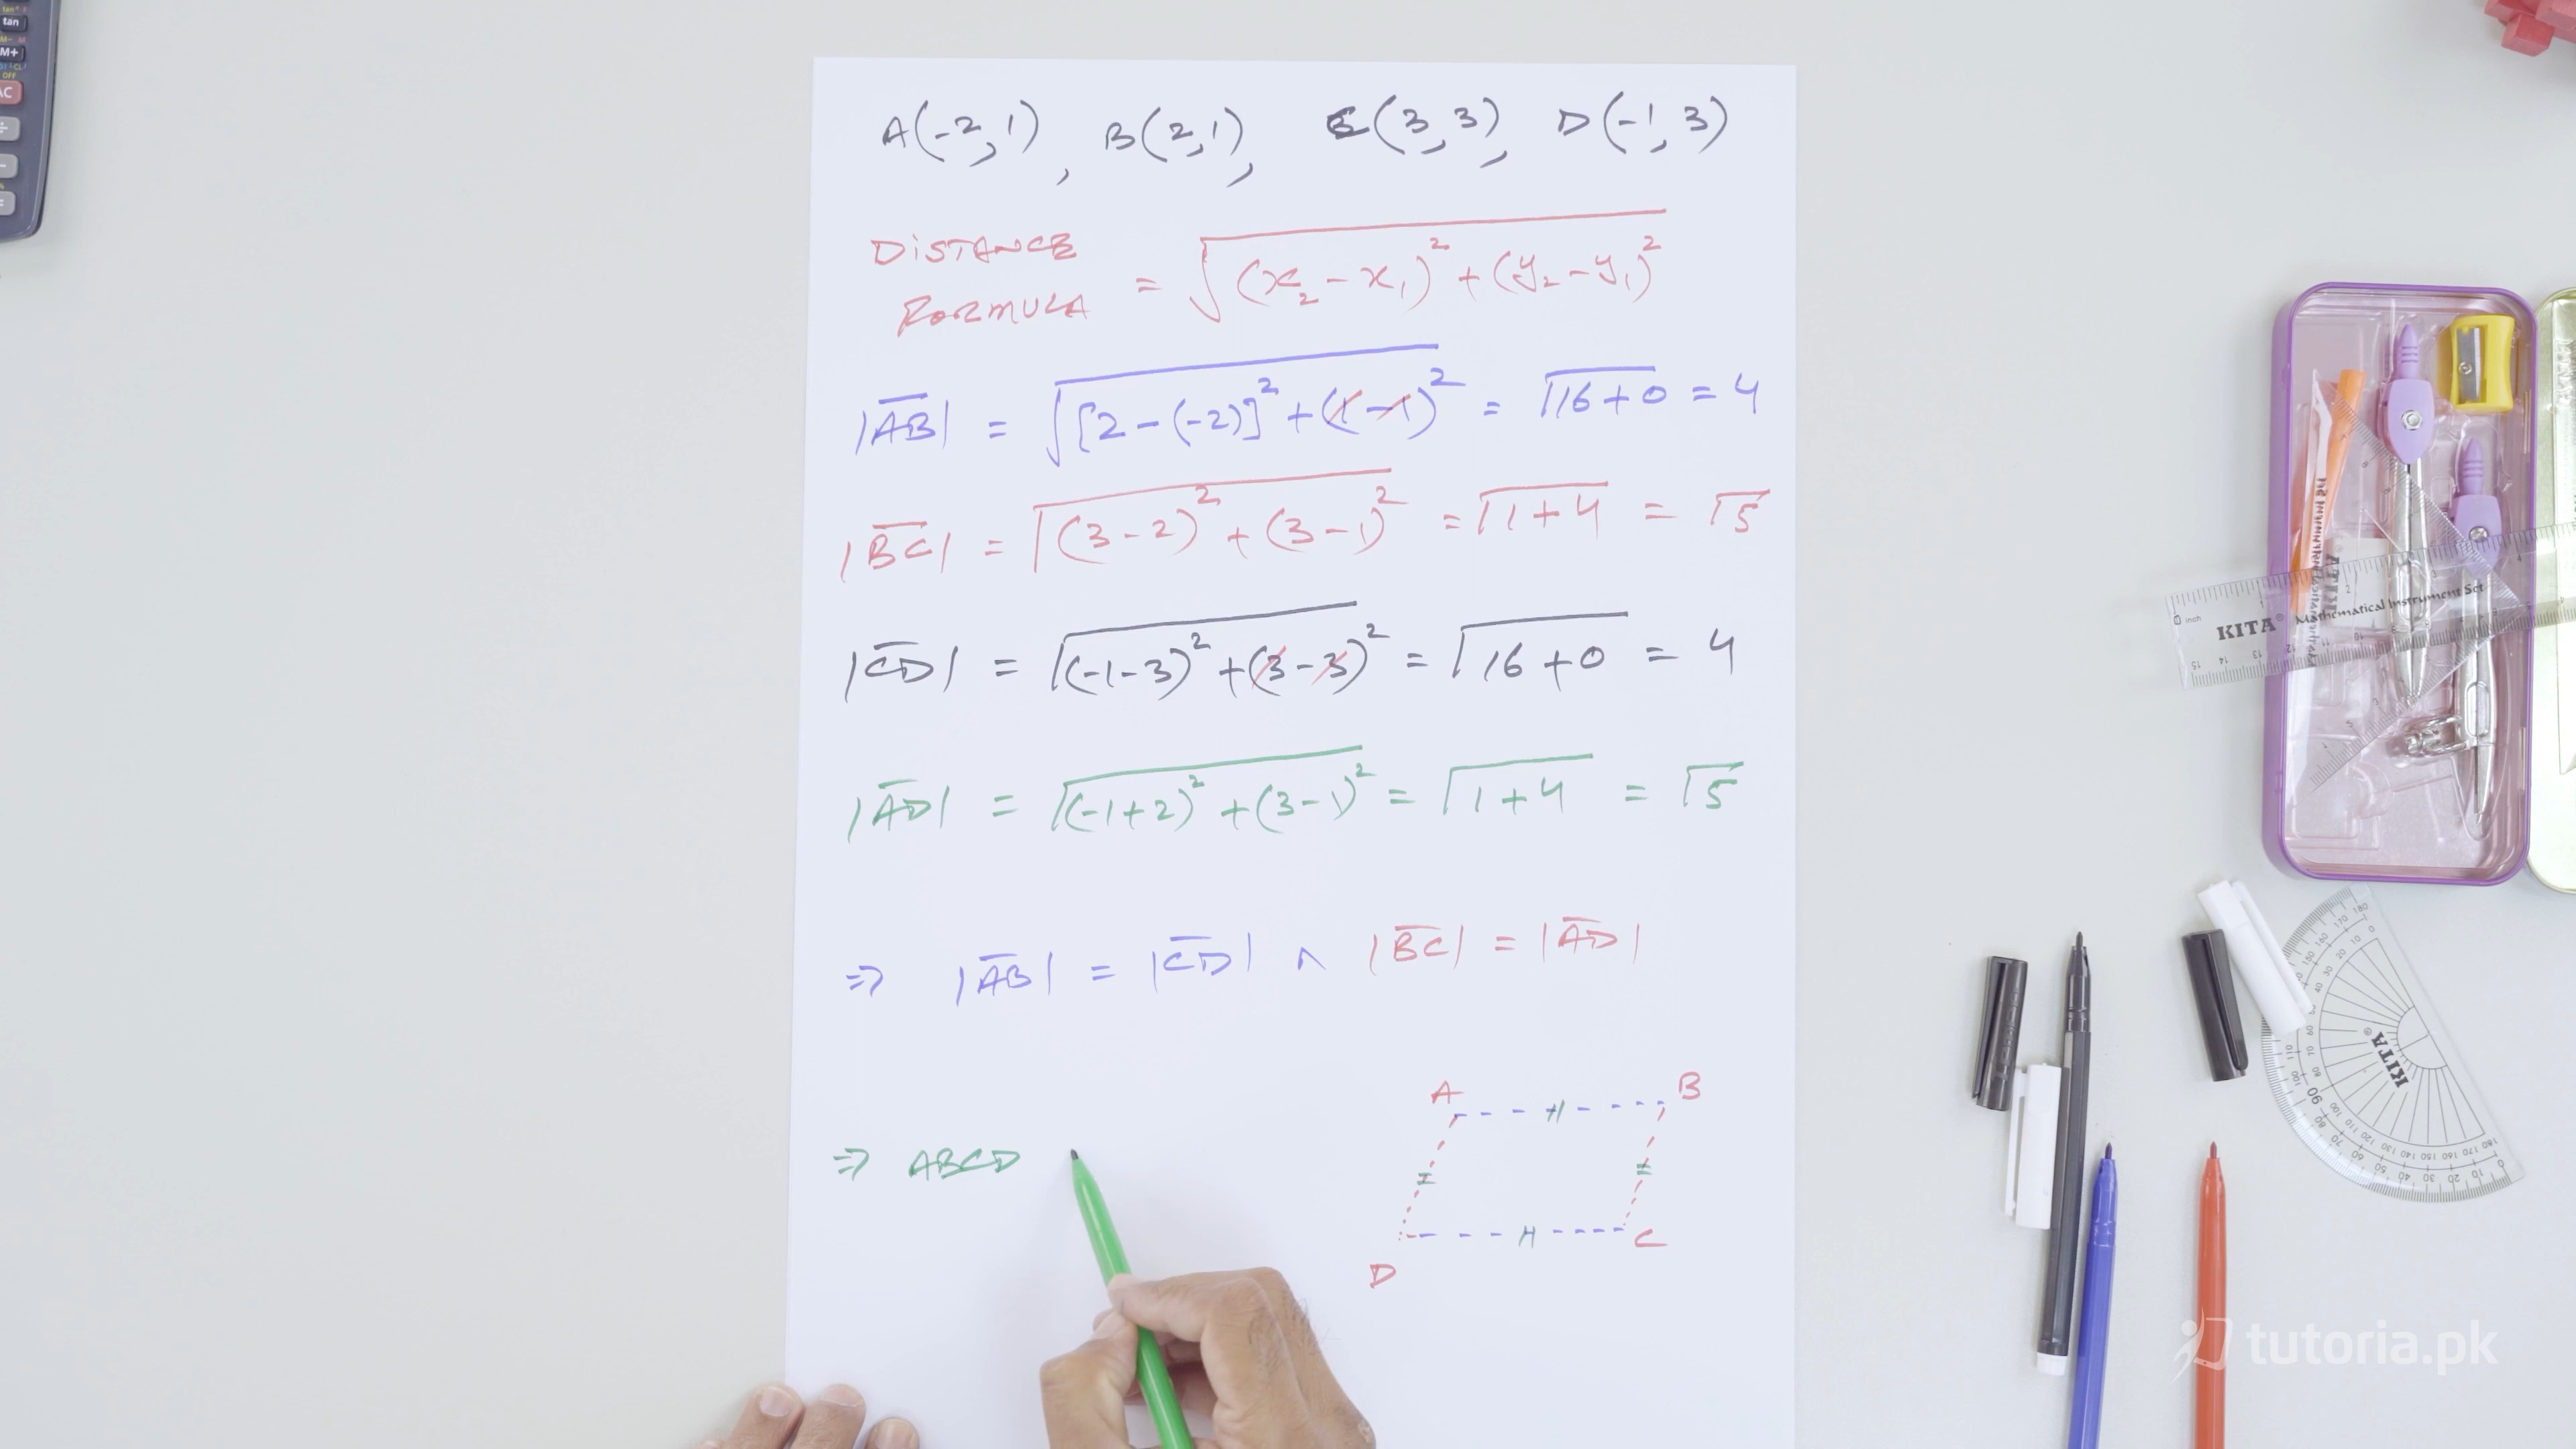 A(-2,1), B(2,1), C(3,3), D(-1,3)
DISTANCE FORMULA = √((x₂-x₁)²+(y₂-y₁)²)
|AB| = √([2-(-2)]²+(1-1)²) = √(16+0) = 4
|BC| = √((3-2)²+(3-1)²) = √(1+4) = √5
|CD| = √((-1-3)²+(3-3)²) = √(16+0) = 4
|AD| = √((-1+2)²+(3-1)²) = √(1+4) = √5
⇒ |AB| = |CD| ∧ |BC| = |AD|
A B
⇒ ABCD
D C
tan
M+
AC
OFF
KITA® Mathematical Instrument Set
KITA®
tutoria.pk